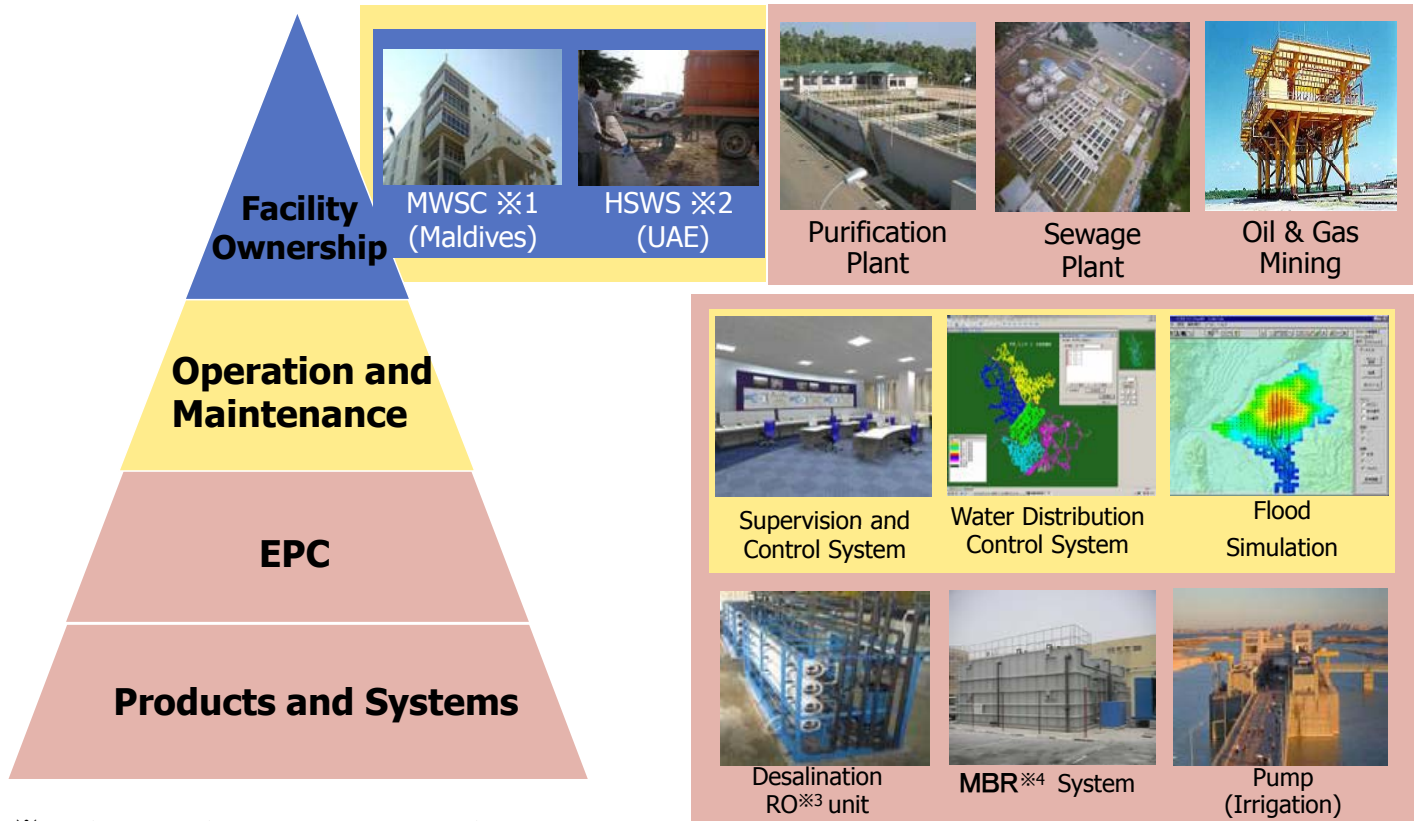 Facility
Ownership
Operation and
Maintenance
EPC
Products and Systems
MWSC ※1
(Maldives)
HSWS ※2
(UAE)
Purification
Plant
Sewage
Plant
Oil & Gas
Mining
Supervision and
Control System
Water Distribution
Control System
Flood
Simulation
Desalination
RO※3 unit
MBR※4 System
Pump
(Irrigation)